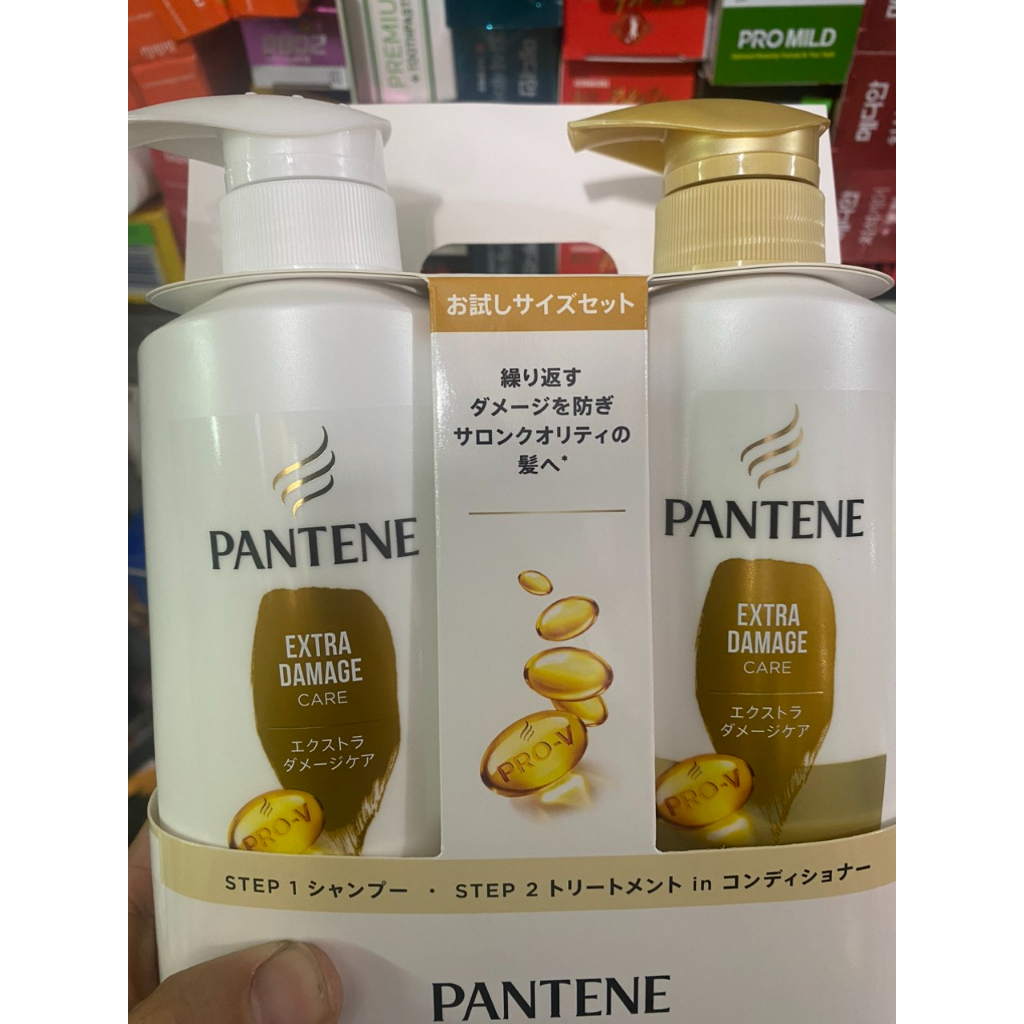 PREMIUM
TOOTHPASTE
PRO MILD
お試しサイズセット
繰り返す
ダメージを防ぎ
サロンクオリティの
髪へ*
PRO-V
PANTENE
EXTRA
DAMAGE
CARE
エクストラ
ダメージケア
PRO-V
PANTENE
EXTRA
DAMAGE
CARE
エクストラ
ダメージケア
PRO-V
STEP 1 シャンプー ・ STEP 2 トリートメント in コンディショナー
PANTENE